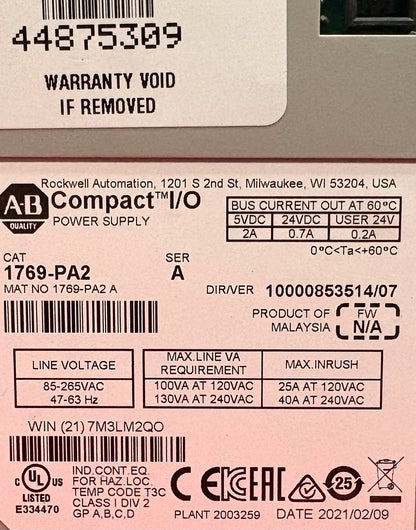 44875309
WARRANTY VOID
IF REMOVED
Rockwell Automation, 1201 S 2nd St, Milwaukee, WI 53204, USA
A-B
QUALITY
Compact™I/O
POWER SUPPLY
BUS CURRENT OUT AT 60°C
5VDC 24VDC USER 24V
2A 0.7A 0.2A
0°C<Ta<+60°C
CAT SER
1769-PA2 A
MAT NO 1769-PA2 A
DIR/VER 10000853514/07
PRODUCT OF
MALAYSIA
FW
N/A
LINE VOLTAGE
85-265VAC
47-63 Hz
MAX.LINE VA
REQUIREMENT
100VA AT 120VAC
130VA AT 240VAC
MAX.INRUSH
25A AT 120VAC
40A AT 240VAC
WIN (21) 7M3LM2QO
C UL US
LISTED
E334470
IND.CONT.EQ.
FOR HAZ.LOC.
TEMP CODE T3C
CLASS I DIV 2
GP A,B,C,D
CE
EAC
25
PLANT 2003259
DATE 2021/02/09